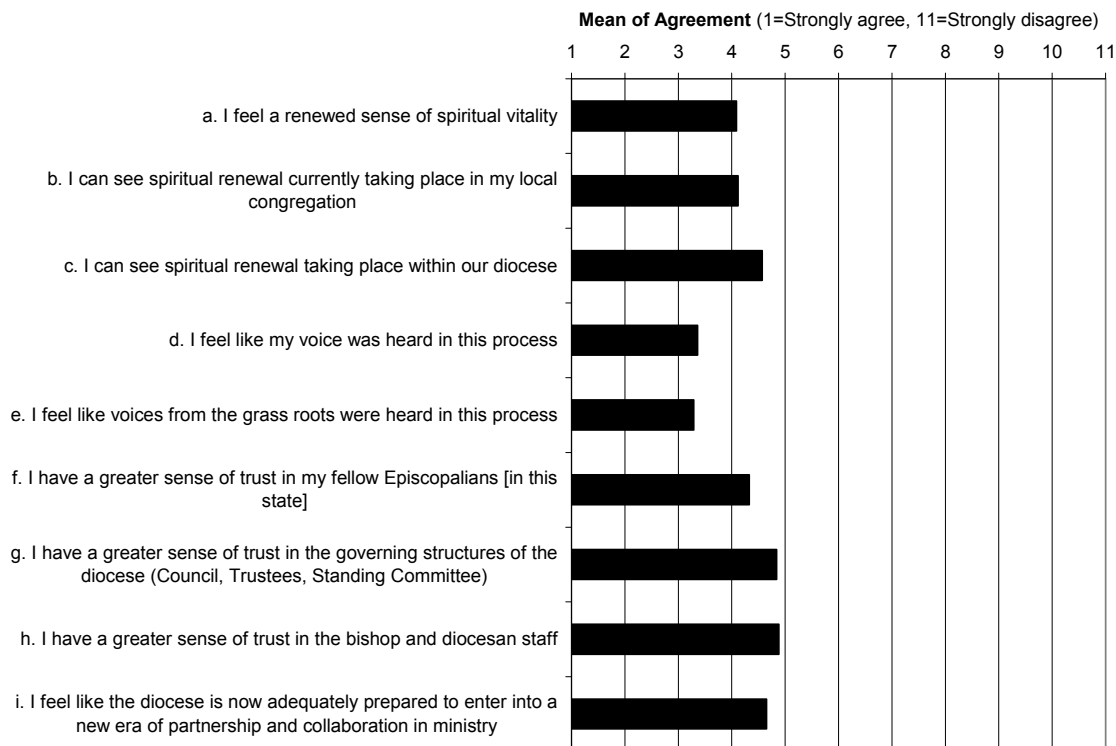 Mean of Agreement (1=Strongly agree, 11=Strongly disagree)
1 2 3 4 5 6 7 8 9 10 11
a. I feel a renewed sense of spiritual vitality
b. I can see spiritual renewal currently taking place in my local
congregation
c. I can see spiritual renewal taking place within our diocese
d. I feel like my voice was heard in this process
e. I feel like voices from the grass roots were heard in this process
f. I have a greater sense of trust in my fellow Episcopalians [in this
state]
g. I have a greater sense of trust in the governing structures of the
diocese (Council, Trustees, Standing Committee)
h. I have a greater sense of trust in the bishop and diocesan staff
i. I feel like the diocese is now adequately prepared to enter into a
new era of partnership and collaboration in ministry